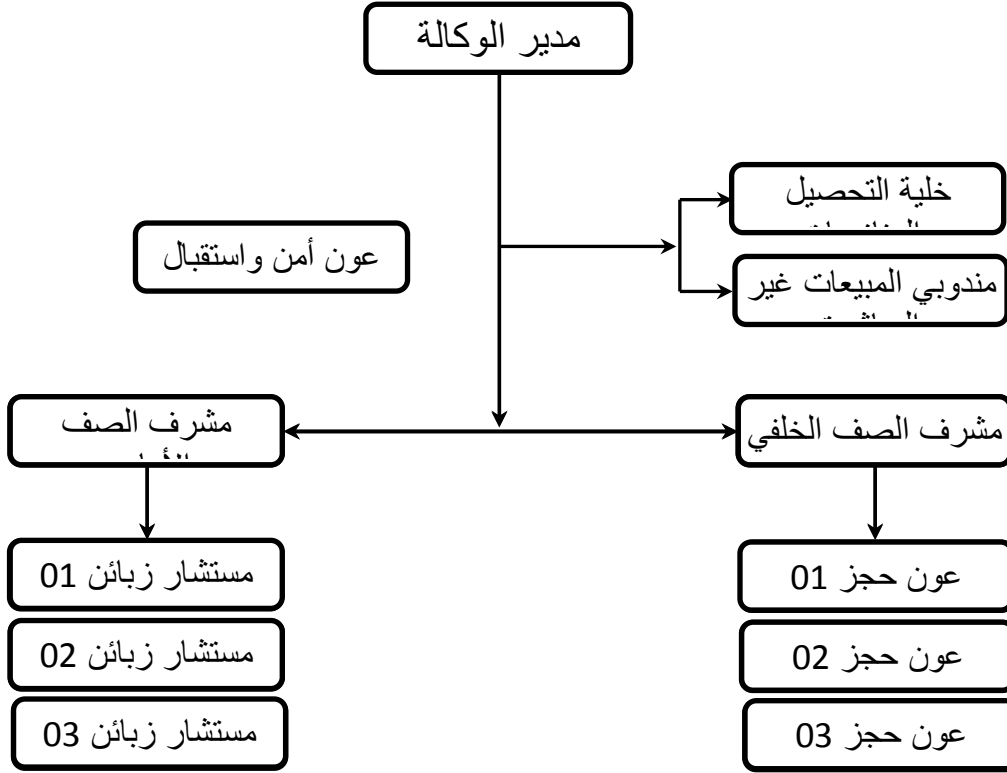 مدير الوكالة
خلية التحصيل
عون أمن واستقبال
مندوبي المبيعات غير
مشرف الصف
مشرف الصف الخلفي
مستشار زبائن 01
عون حجز 01
مستشار زبائن 02
عون حجز 02
مستشار زبائن 03
عون حجز 03